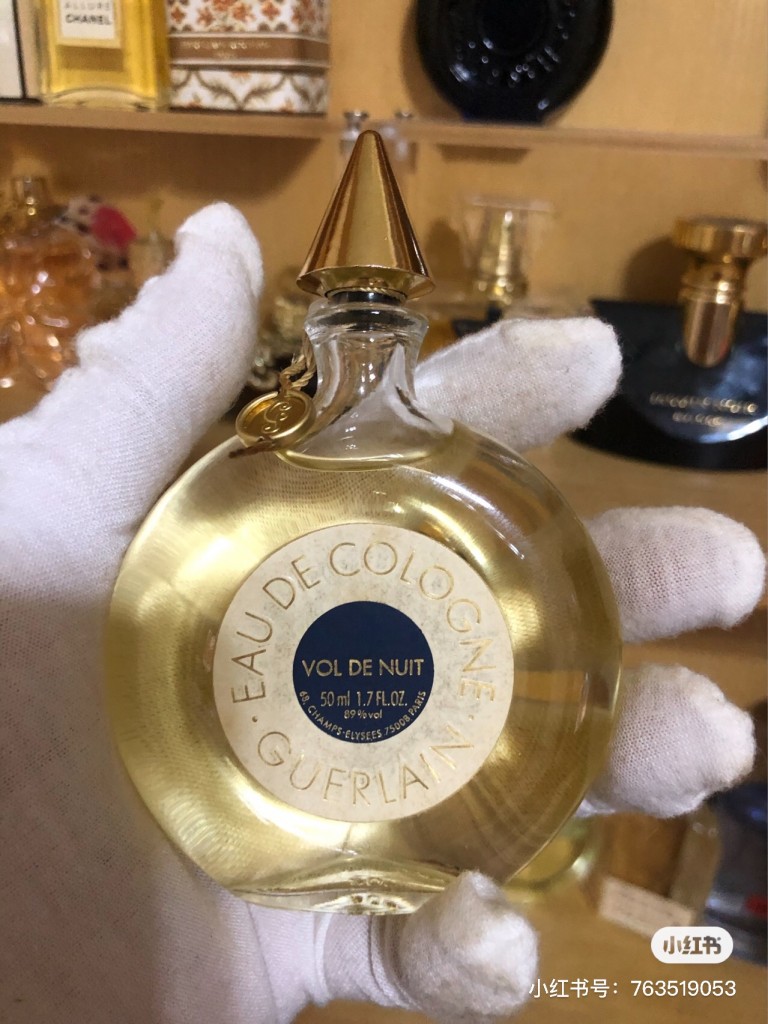 ALLURE
CHANEL
EAU DE COLOGNE
VOL DE NUIT
50 ml 1.7 FL.OZ.
89% vol
68, CHAMPS-ELYSEES 75008 PARIS
· GUERLAIN ·
小红书
小红书号：763519053